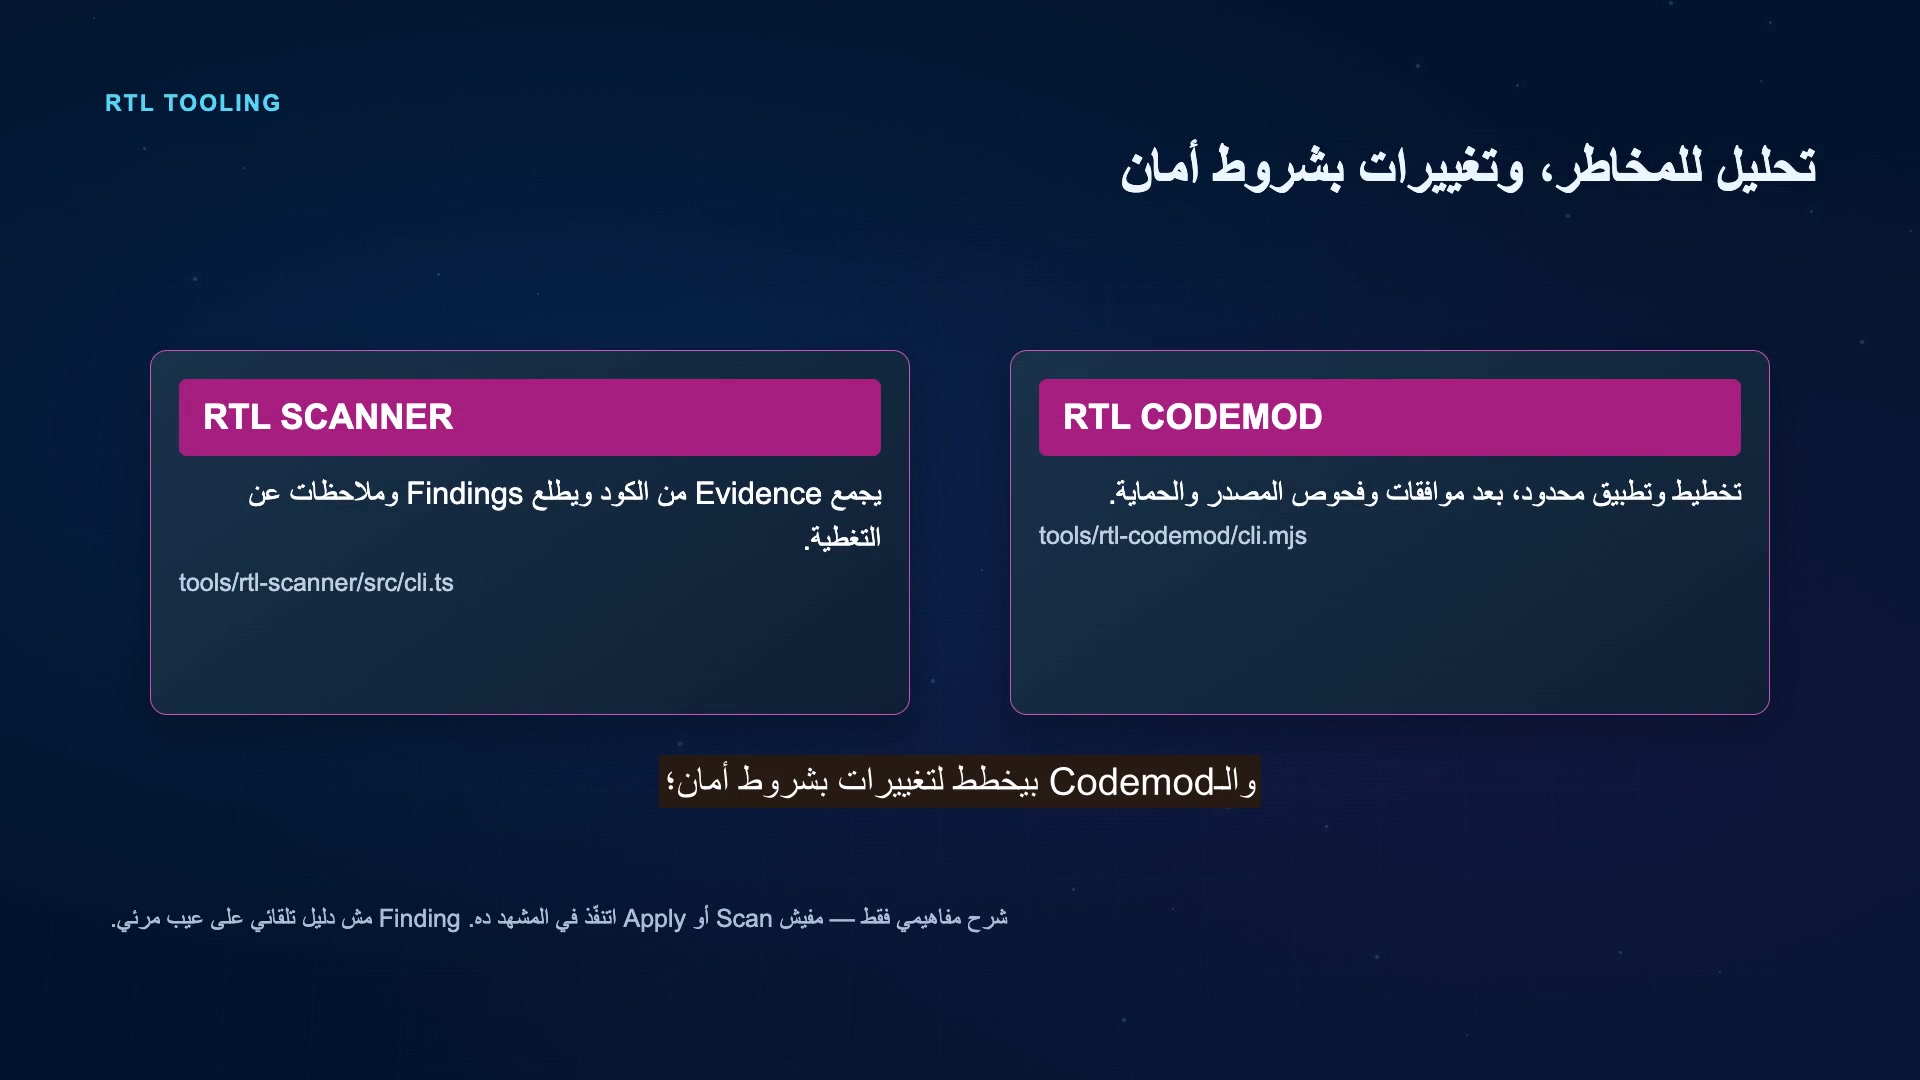 RTL TOOLING
تحليل للمخاطر، وتغييرات بشروط أمان
RTL SCANNER
يجمع Evidence من الكود ويطلع Findings وملاحظات عن
التغطية.
tools/rtl-scanner/src/cli.ts
RTL CODEMOD
تخطيط وتطبيق محدود، بعد موافقات وفحوص المصدر والحماية.
tools/rtl-codemod/cli.mjs
والـCodemod بيخطط لتغييرات بشروط أمان؛
شرح مفاهيمي فقط — مفيش Scan أو Apply اتنفّذ في المشهد ده. Finding مش دليل تلقائي على عيب مرئي.